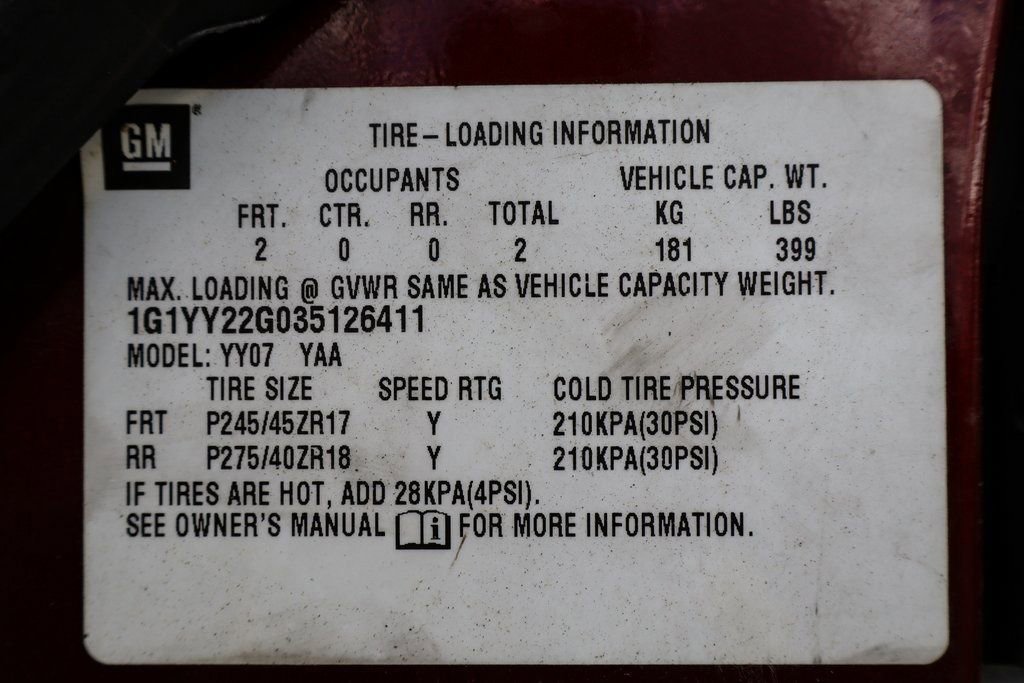 GM ®
TIRE-LOADING INFORMATION
OCCUPANTS VEHICLE CAP. WT.
FRT. CTR. RR. TOTAL KG LBS
2 0 0 2 181 399
MAX. LOADING @ GVWR SAME AS VEHICLE CAPACITY WEIGHT.
1G1YY22G035126411
MODEL: YY07 YAA
TIRE SIZE SPEED RTG COLD TIRE PRESSURE
FRT P245/45ZR17 Y 210KPA(30PSI)
RR P275/40ZR18 Y 210KPA(30PSI)
IF TIRES ARE HOT, ADD 28KPA(4PSI).
SEE OWNER'S MANUAL i FOR MORE INFORMATION.